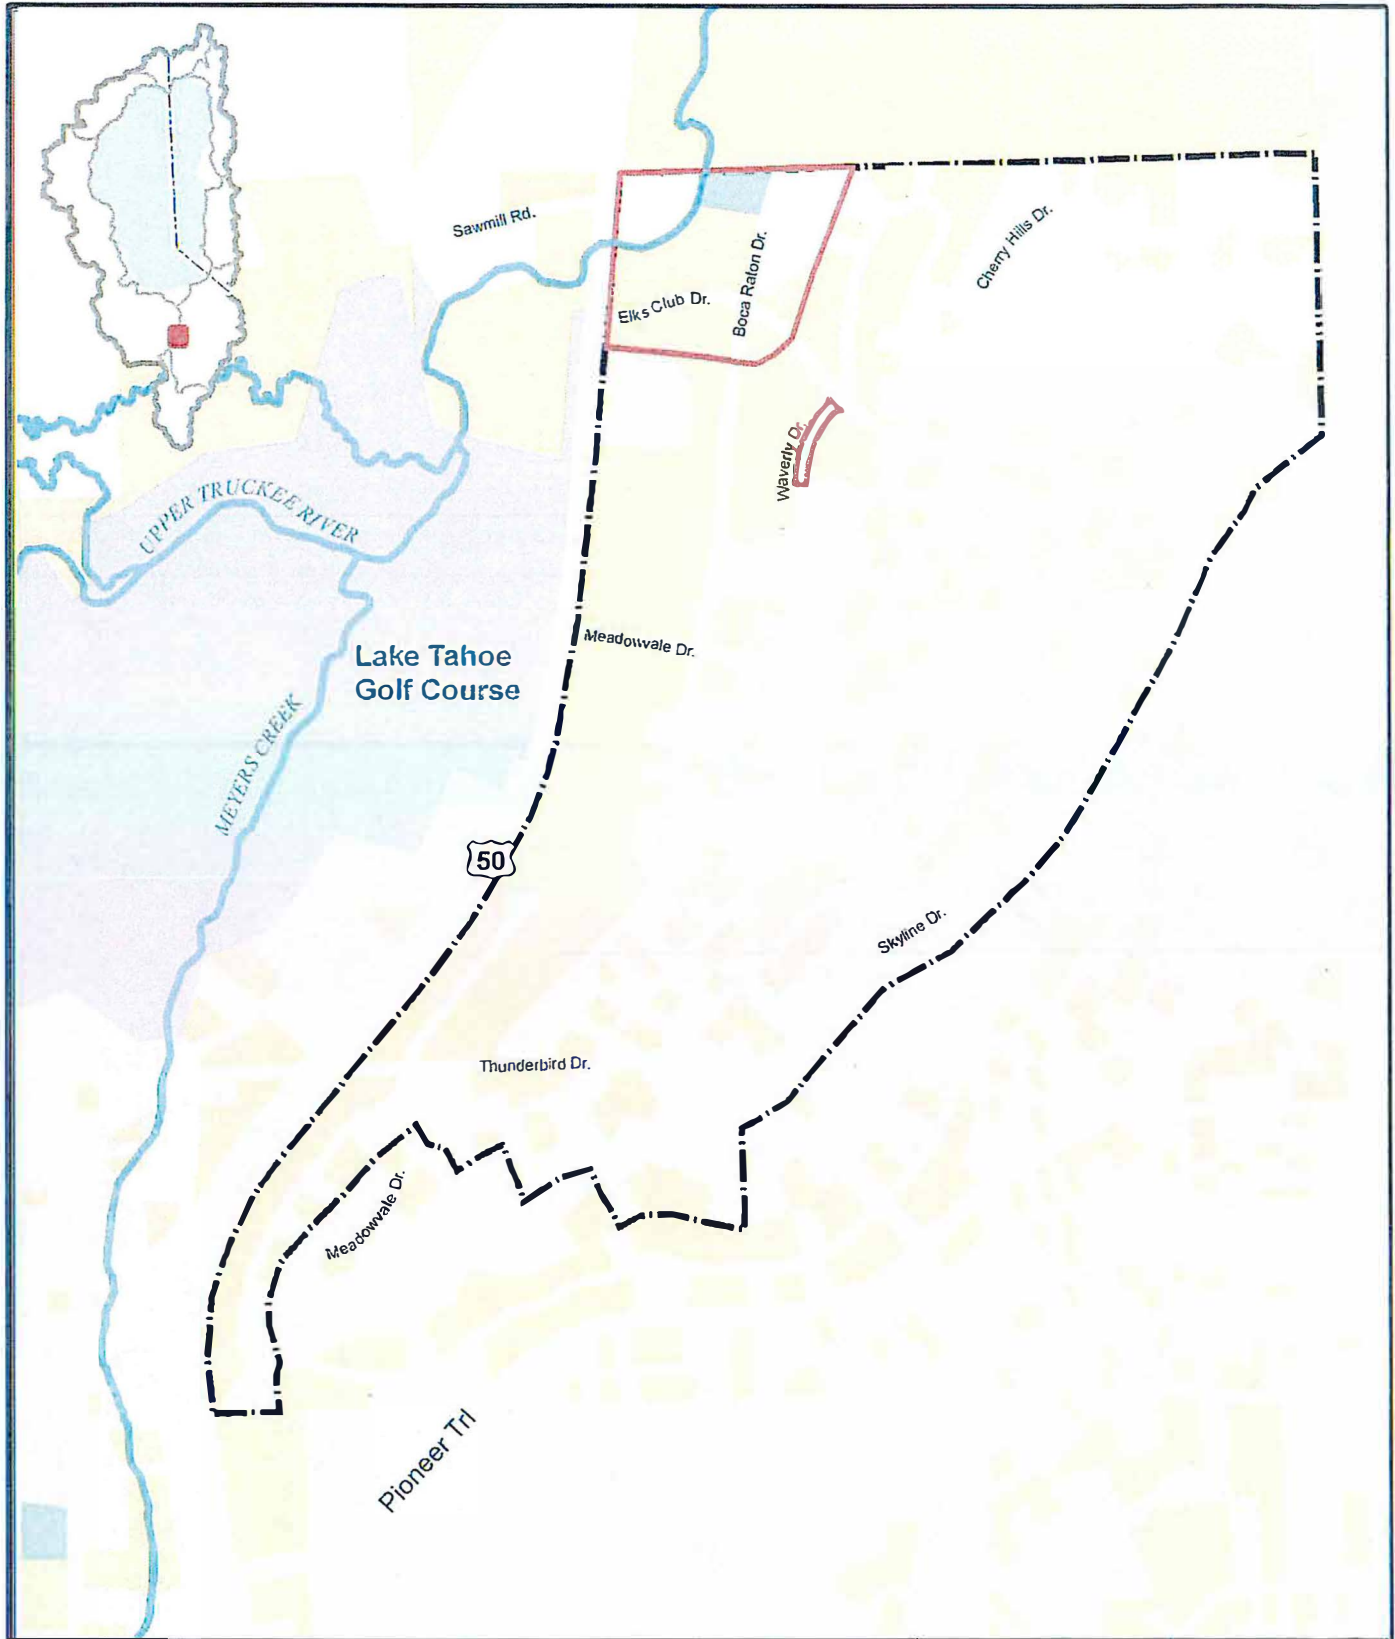 Sawmill Rd.
Cherry Hills Dr.
Boca Raton Dr.
Elks Club Dr.
Waverly Dr.
UPPER TRUCKEE RIVER
Meadowvale Dr.
Lake Tahoe
Golf Course
MEYERS CREEK
50
Skyline Dr.
Thunderbird Dr.
Meadowvale Dr.
Pioneer Trl